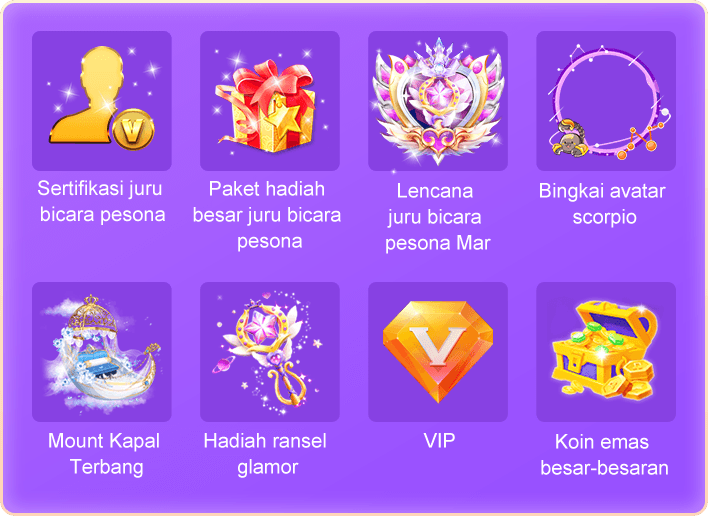 V
Sertifikasi juru
bicara pesona
Paket hadiah
besar juru bicara
pesona
Lencana
juru bicara
pesona Mar
Bingkai avatar
scorpio
Mount Kapal
Terbang
Hadiah ransel
glamor
V
VIP
Koin emas
besar-besaran